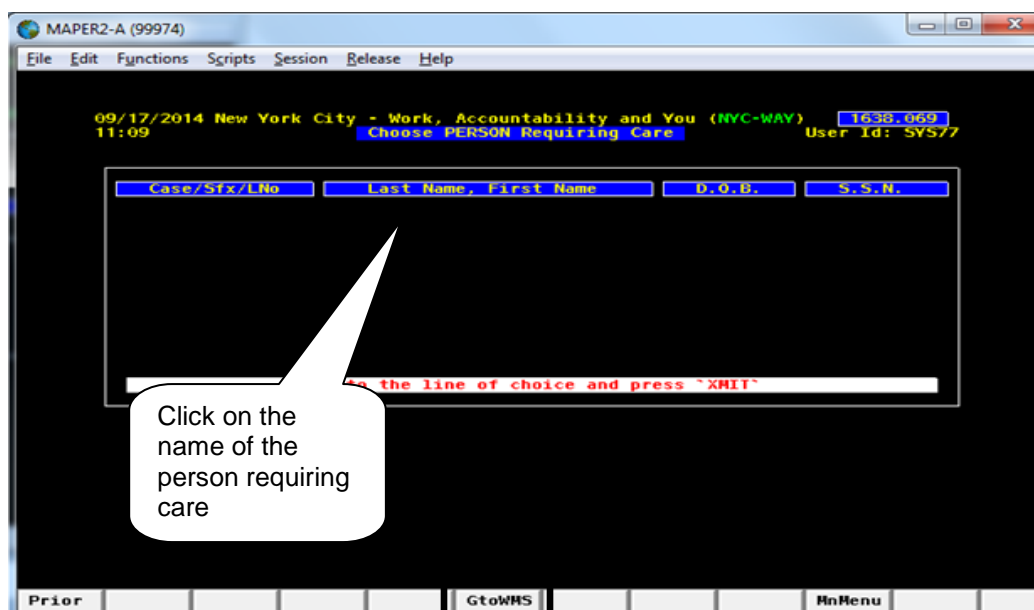 MAPER2-A (99974)
File Edit Functions Scripts Session Release Help
09/17/2014 New York City - Work, Accountability and You (NYC-WAY) 1638.069
11:09 Choose PERSON Requiring Care User Id: SYS77
Case/Sfx/LNo Last Name, First Name D.O.B. S.S.N.
to the line of choice and press `XMIT`
Click on the
name of the
person requiring
care
Prior GtoWMS MnMenu